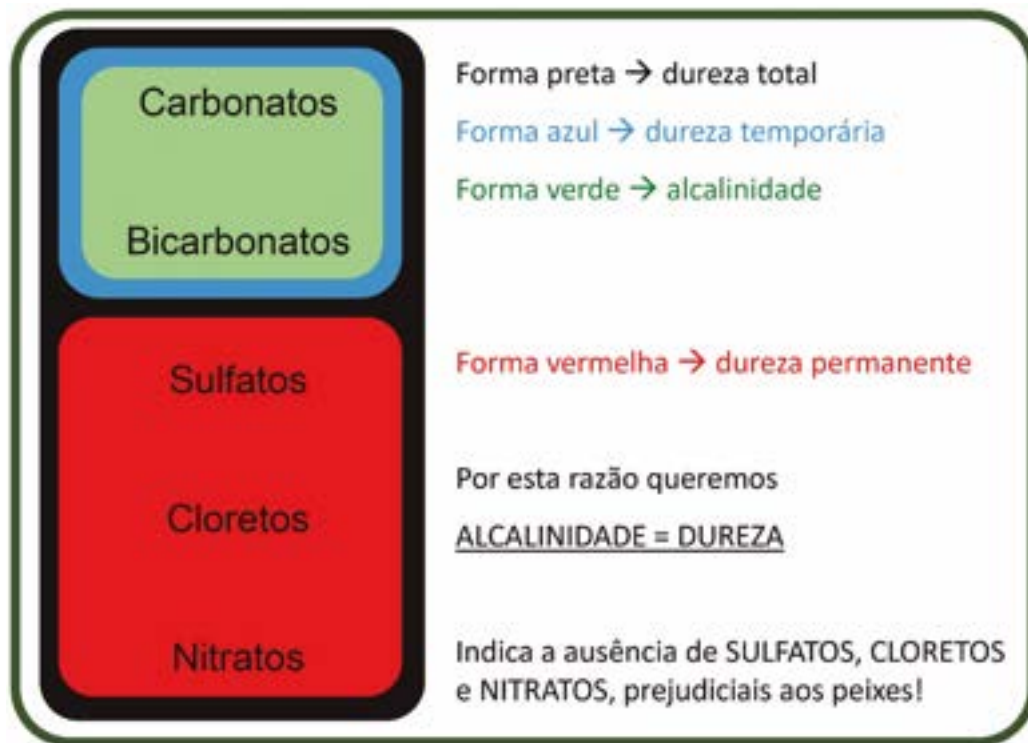 Carbonatos
Bicarbonatos
Sulfatos
Cloretos
Nitratos
Forma preta → dureza total
Forma azul → dureza temporária
Forma verde → alcalinidade
Forma vermelha → dureza permanente
Por esta razão queremos
ALCALINIDADE = DUREZA
Indica a ausência de SULFATOS, CLORETOS
e NITRATOS, prejudiciais aos peixes!